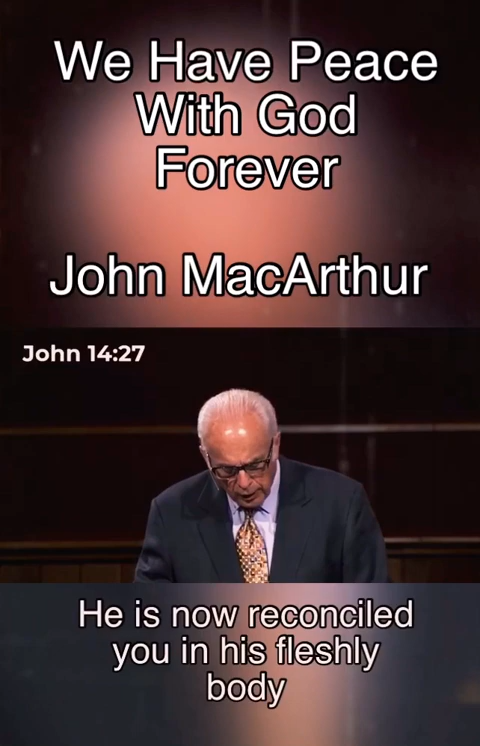 We Have Peace
With God
Forever
John MacArthur
John 14:27
He is now reconciled
you in his fleshly
body